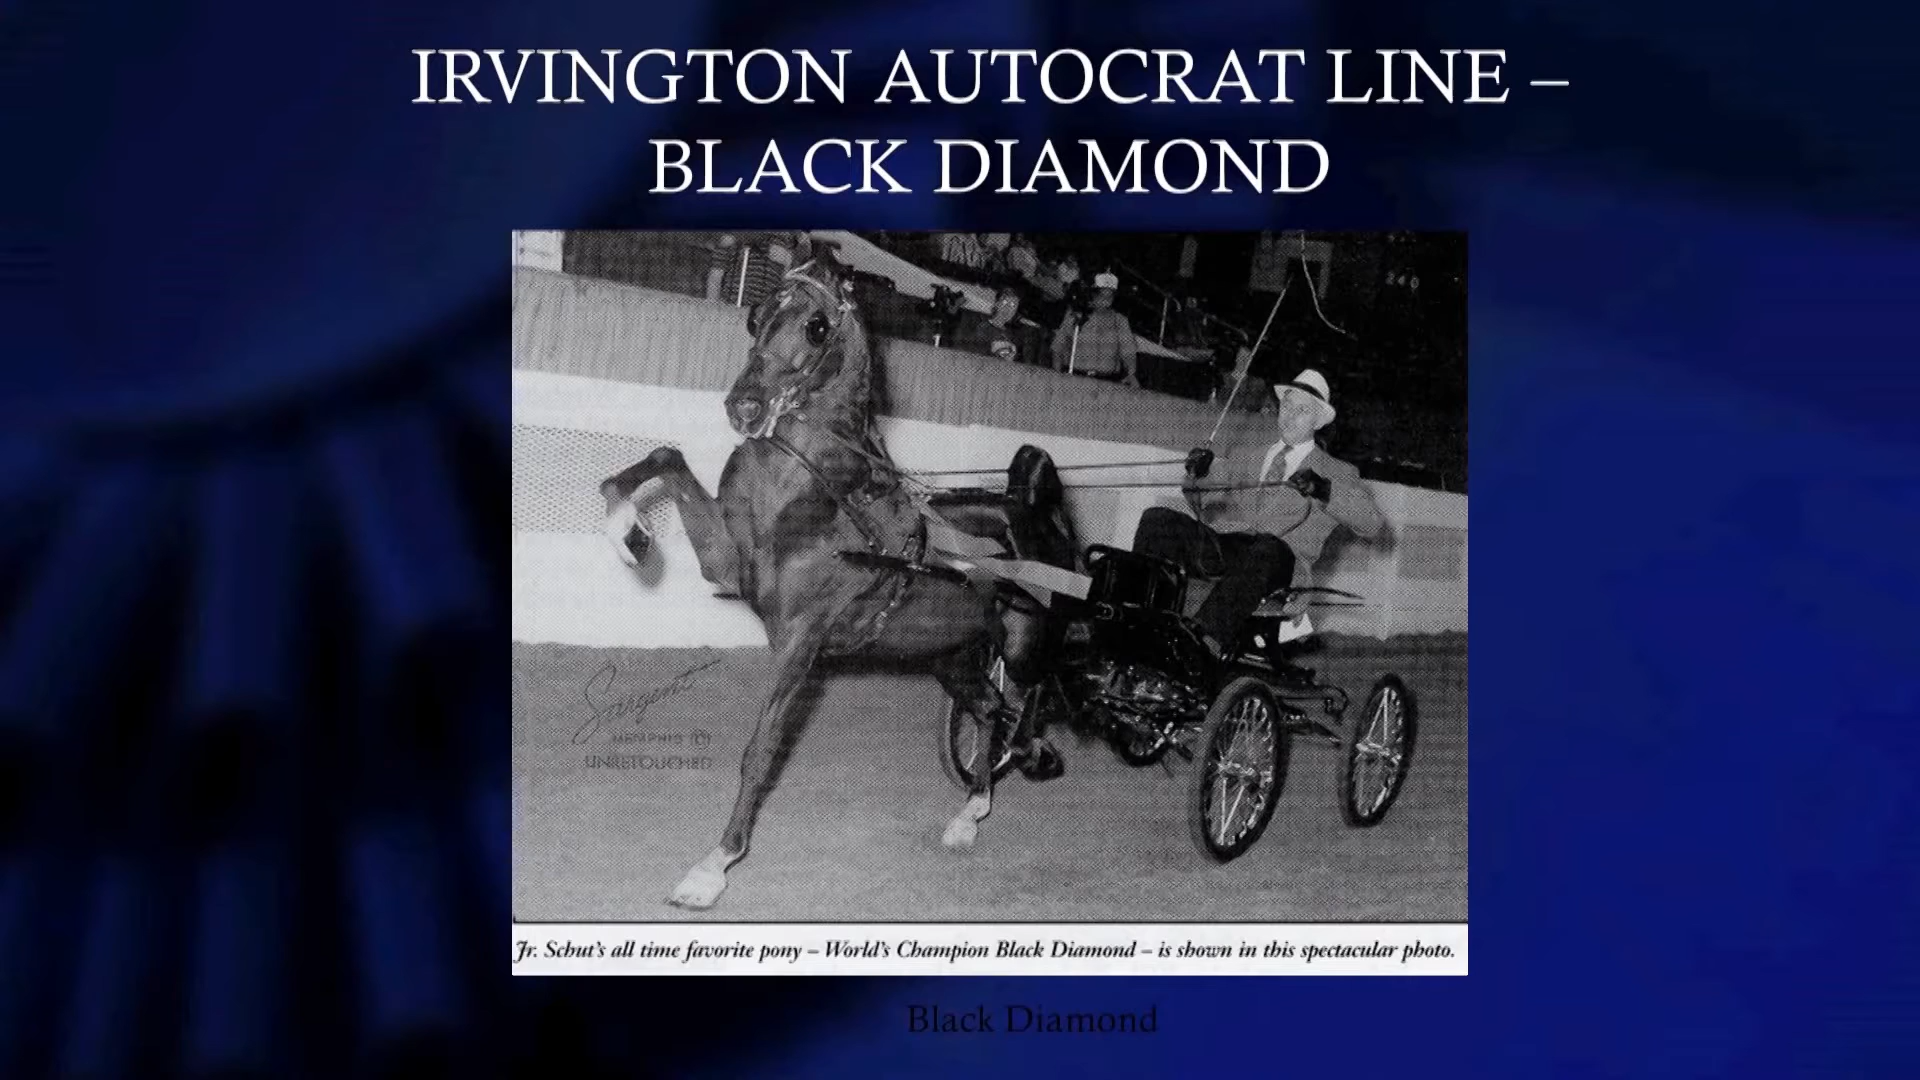 IRVINGTON AUTOCRAT LINE –
BLACK DIAMOND
240
Sargent
MEMPHIS ©
UNRETOUCHED
Jr. Schut's all time favorite pony – World's Champion Black Diamond – is shown in this spectacular photo.
Black Diamond